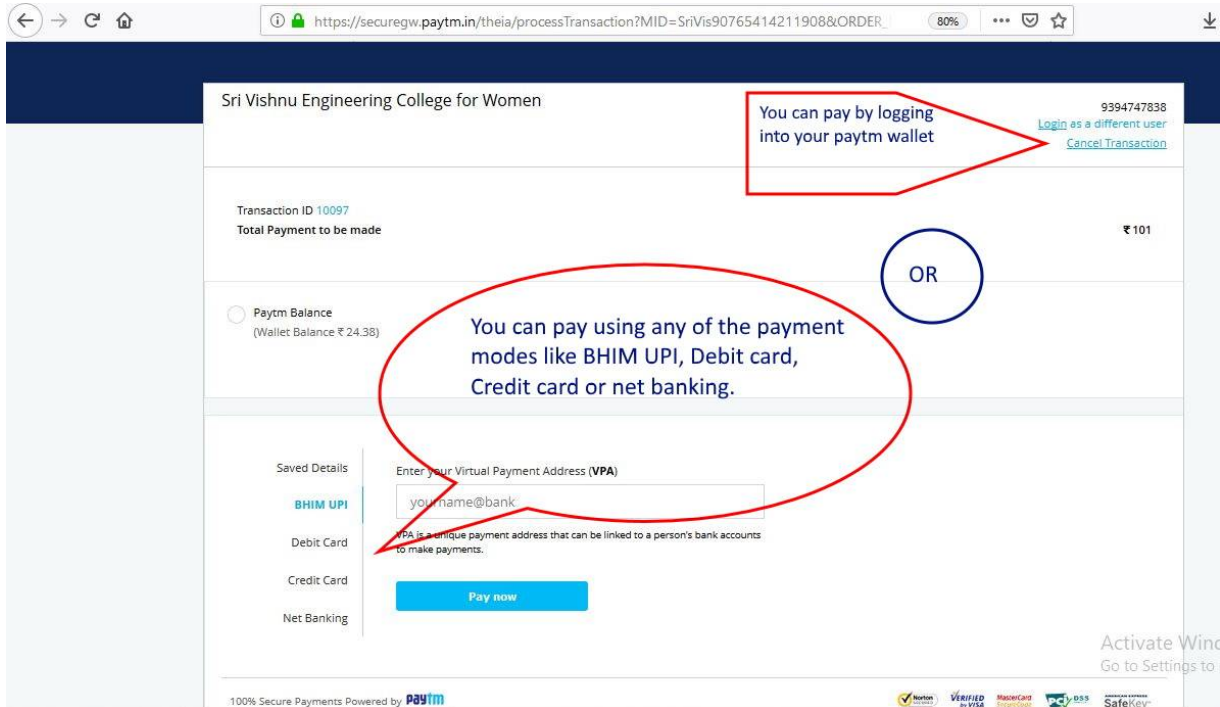 https://securegw.paytm.in/theia/processTransaction?MID=SriVis90765414211908&ORDER_
80%
Sri Vishnu Engineering College for Women
You can pay by logging
into your paytm wallet
9394747838
Login as a different user
Cancel Transaction
Transaction ID 10097
Total Payment to be made
₹ 101
OR
Paytm Balance
(Wallet Balance ₹ 24.38)
You can pay using any of the payment
modes like BHIM UPI, Debit card,
Credit card or net banking.
Saved Details
BHIM UPI
Debit Card
Credit Card
Net Banking
Enter your Virtual Payment Address (VPA)
yourname@bank
VPA is a unique payment address that can be linked to a person's bank accounts
to make payments.
Pay now
Activate Wind
Go to Settings to
100% Secure Payments Powered by paytm
Norton
VERIFIED
by VISA
MasterCard
SecureCode
PCI DSS
AMERICAN EXPRESS
SafeKey